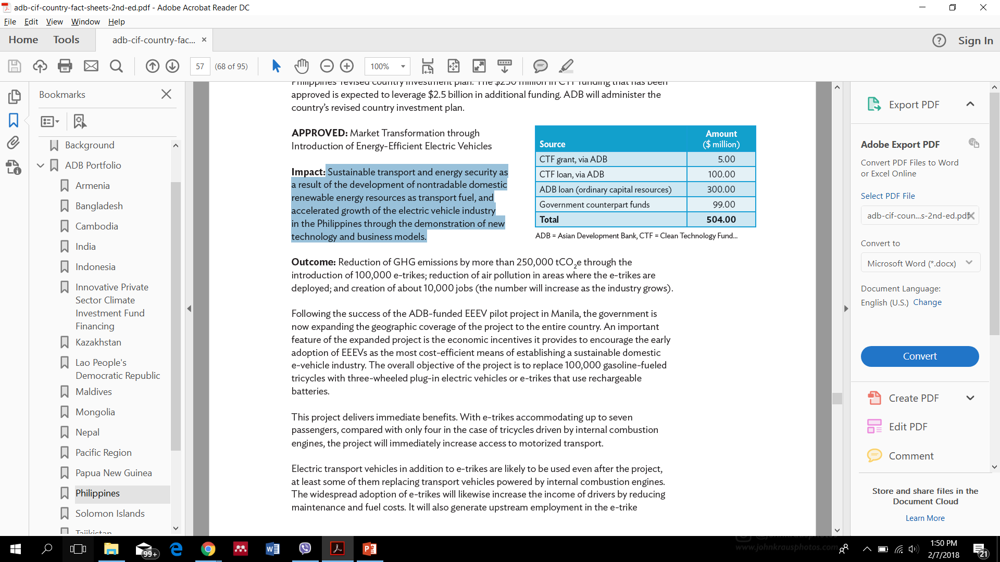 adb-cif-country-fact-sheets-2nd-ed.pdf - Adobe Acrobat Reader DC
File Edit View Window Help
Home Tools adb-cif-country-fac... × Sign In
57 (68 of 95) 100%
Bookmarks
Background
ADB Portfolio
Armenia
Bangladesh
Cambodia
India
Indonesia
Innovative Private
Sector Climate
Investment Fund
Financing
Kazakhstan
Lao People's
Democratic Republic
Maldives
Mongolia
Nepal
Pacific Region
Papua New Guinea
Philippines
Solomon Islands
Tajikistan
Philippines' revised country investment plan. The $250 million in CTF funding that has been
approved is expected to leverage $2.5 billion in additional funding. ADB will administer the
country's revised country investment plan.
APPROVED: Market Transformation through
Introduction of Energy-Efficient Electric Vehicles
Impact: Sustainable transport and energy security as
a result of the development of nontradable domestic
renewable energy resources as transport fuel, and
accelerated growth of the electric vehicle industry
in the Philippines through the demonstration of new
technology and business models.
Source Amount ($ million)
CTF grant, via ADB 5.00
CTF loan, via ADB 100.00
ADB loan (ordinary capital resources) 300.00
Government counterpart funds 99.00
Total 504.00
ADB = Asian Development Bank, CTF = Clean Technology Fund...
Outcome: Reduction of GHG emissions by more than 250,000 tCO2e through the
introduction of 100,000 e-trikes; reduction of air pollution in areas where the e-trikes are
deployed; and creation of about 10,000 jobs (the number will increase as the industry grows).
Following the success of the ADB-funded EEEV pilot project in Manila, the government is
now expanding the geographic coverage of the project to the entire country. An important
feature of the expanded project is the economic incentives it provides to encourage the early
adoption of EEEVs as the most cost-efficient means of establishing a sustainable domestic
e-vehicle industry. The overall objective of the project is to replace 100,000 gasoline-fueled
tricycles with three-wheeled plug-in electric vehicles or e-trikes that use rechargeable
batteries.
This project delivers immediate benefits. With e-trikes accommodating up to seven
passengers, compared with only four in the case of tricycles driven by internal combustion
engines, the project will immediately increase access to motorized transport.
Electric transport vehicles in addition to e-trikes are likely to be used even after the project,
at least some of them replacing transport vehicles powered by internal combustion engines.
The widespread adoption of e-trikes will likewise increase the income of drivers by reducing
maintenance and fuel costs. It will also generate upstream employment in the e-trike
Export PDF
Adobe Export PDF
Convert PDF Files to Word
or Excel Online
Select PDF File
adb-cif-coun...s-2nd-ed.pdf
Convert to
Microsoft Word (*.docx)
Document Language:
English (U.S.) Change
Convert
Create PDF
Edit PDF
Comment
Store and share files in the
Document Cloud
Learn More
99+
www.johnkrausphotos.com
1:50 PM
2/7/2018
21